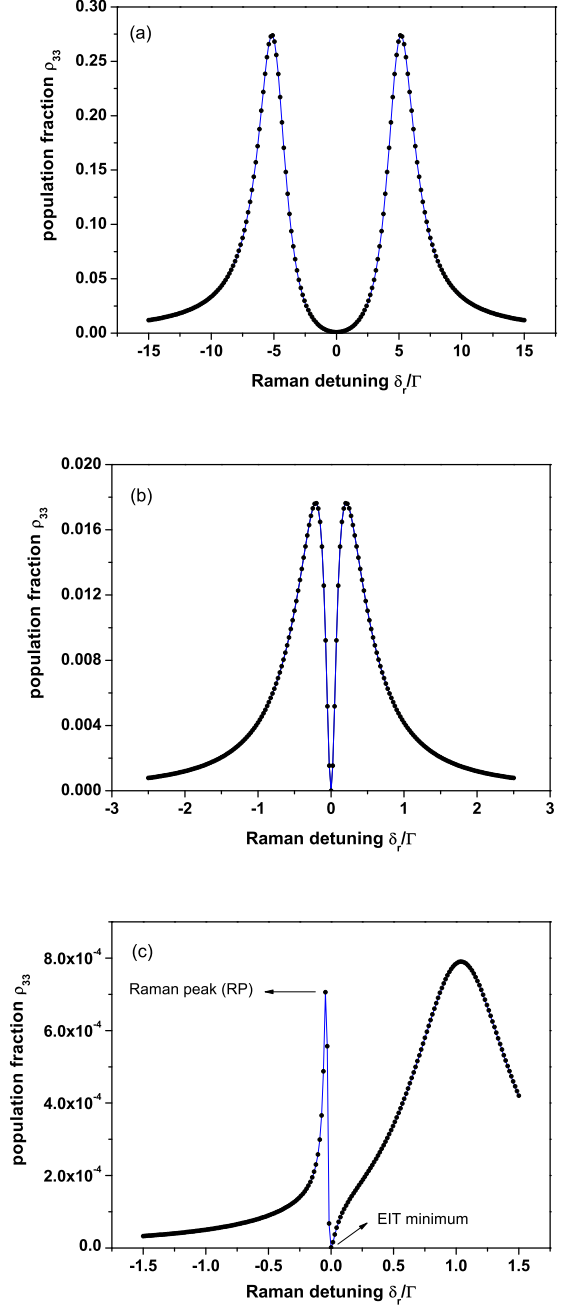 (a)
population fraction ρ33
0.30
0.25
0.20
0.15
0.10
0.05
0.00
-15 -10 -5 0 5 10 15
Raman detuning δr/Γ
(b)
population fraction ρ33
0.020
0.016
0.012
0.008
0.004
0.000
-3 -2 -1 0 1 2 3
Raman detuning δr/Γ
(c)
population fraction ρ33
8.0x10-4
6.0x10-4
4.0x10-4
2.0x10-4
0.0
Raman peak (RP)
EIT minimum
-1.5 -1.0 -0.5 0.0 0.5 1.0 1.5
Raman detuning δr/Γ